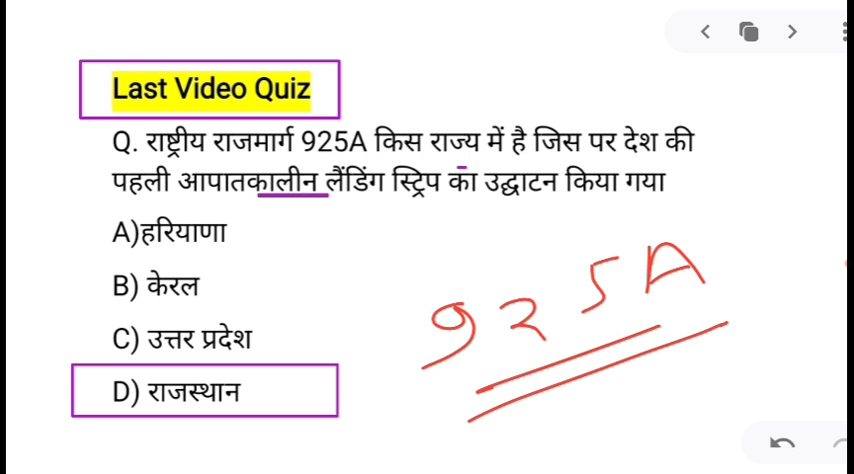 Last Video Quiz
Q. राष्ट्रीय राजमार्ग 925A किस राज्य में है जिस पर देश की
पहली आपातकालीन लैंडिंग स्ट्रिप का उद्घाटन किया गया
A)हरियाणा
B) केरल
C) उत्तर प्रदेश
D) राजस्थान
925A